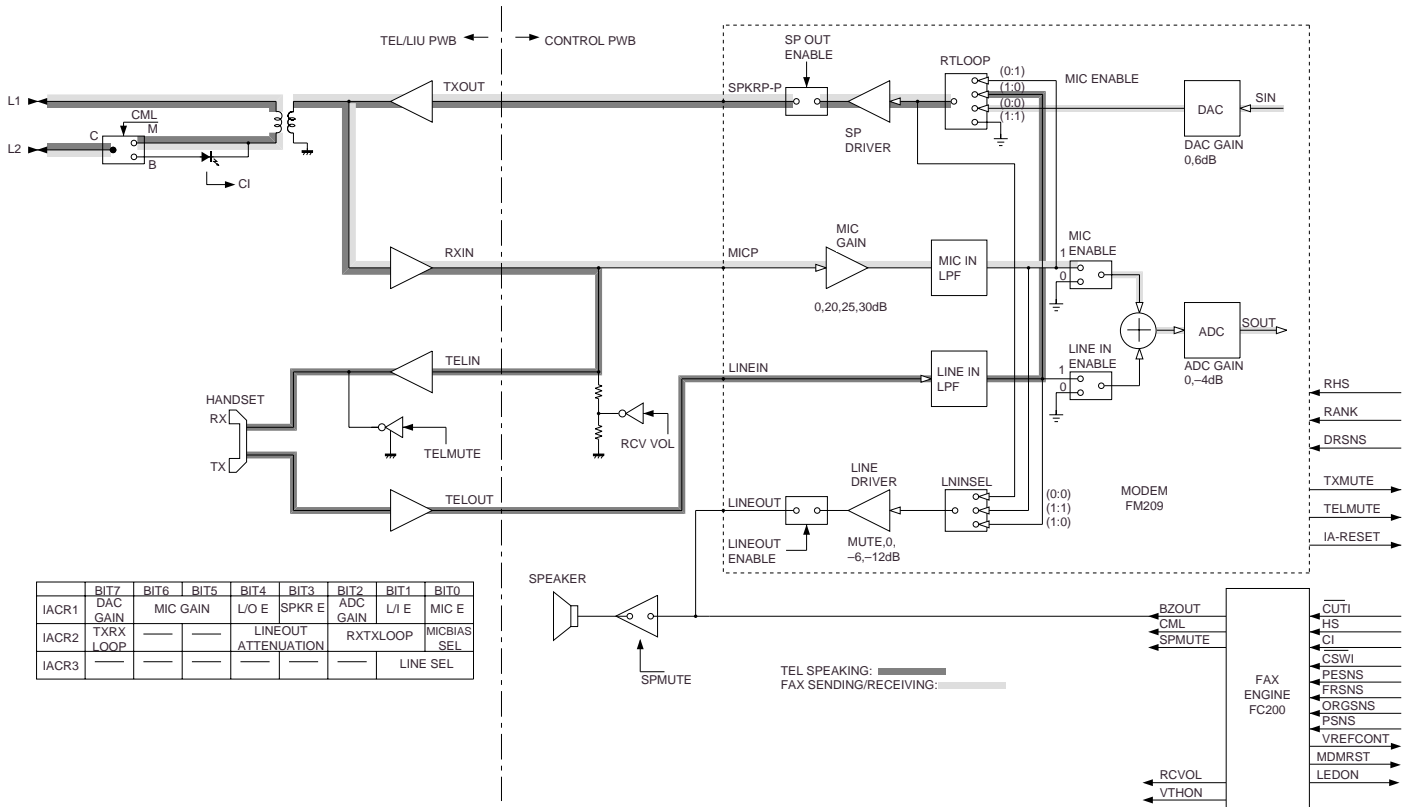 TEL/LIU PWB
CONTROL PWB
SP OUT
ENABLE
RTLOOP
(0:1)
MIC ENABLE
(1:0)
(0:0)
(1:1)
L1
TXOUT
SPKRP-P
SP
DRIVER
DAC
SIN
DAC GAIN
0,6dB
CML
C
M
L2
B
CI
RXIN
MICP
MIC
GAIN
0,20,25,30dB
MIC IN
LPF
MIC
ENABLE
1
0
ADC
SOUT
ADC GAIN
0,–4dB
TELIN
LINEIN
LINE IN
LPF
LINE IN
ENABLE
1
0
HANDSET
RX
TX
TELMUTE
RCV VOL
TELOUT
LINEOUT
LINEOUT
ENABLE
LINE
DRIVER
MUTE,0,
–6,–12dB
LNINSEL
(0:0)
(1:1)
(1:0)
MODEM
FM209
RHS
RANK
DRSNS
TXMUTE
TELMUTE
IA-RESET
BIT7 BIT6 BIT5 BIT4 BIT3 BIT2 BIT1 BIT0
IACR1 DAC GAIN MIC GAIN L/O E SPKR E ADC GAIN L/I E MIC E
IACR2 TXRX LOOP — — LINEOUT ATTENUATION RXTXLOOP MICBIAS SEL
IACR3 — — — — — — LINE SEL
SPEAKER
SPMUTE
TEL SPEAKING:
FAX SENDING/RECEIVING:
BZOUT
CML
SPMUTE
RCVOL
VTHON
FAX
ENGINE
FC200
CUTI
HS
CI
CSWI
PESNS
FRSNS
ORGSNS
PSNS
VREFCONT
MDMRST
LEDON